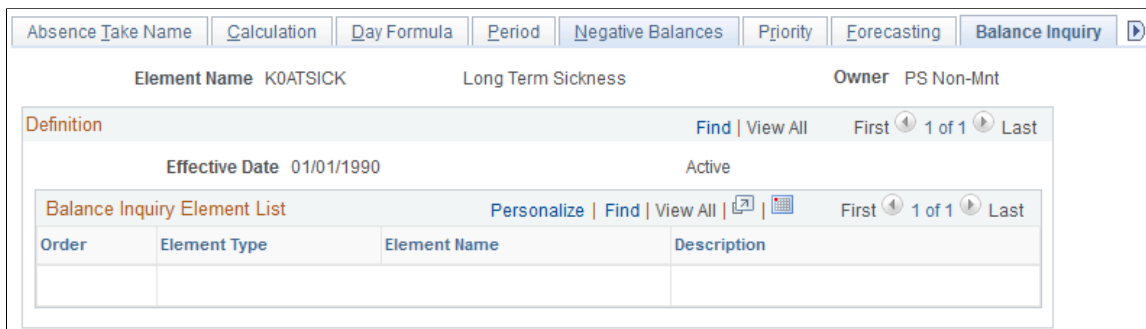 Absence Take Name Calculation Day Formula Period Negative Balances Priority Forecasting Balance Inquiry
Element Name K0ATSICK Long Term Sickness Owner PS Non-Mnt
Definition Find | View All First 1 of 1 Last
Effective Date 01/01/1990 Active
Balance Inquiry Element List Personalize | Find | View All | | First 1 of 1 Last
Order Element Type Element Name Description